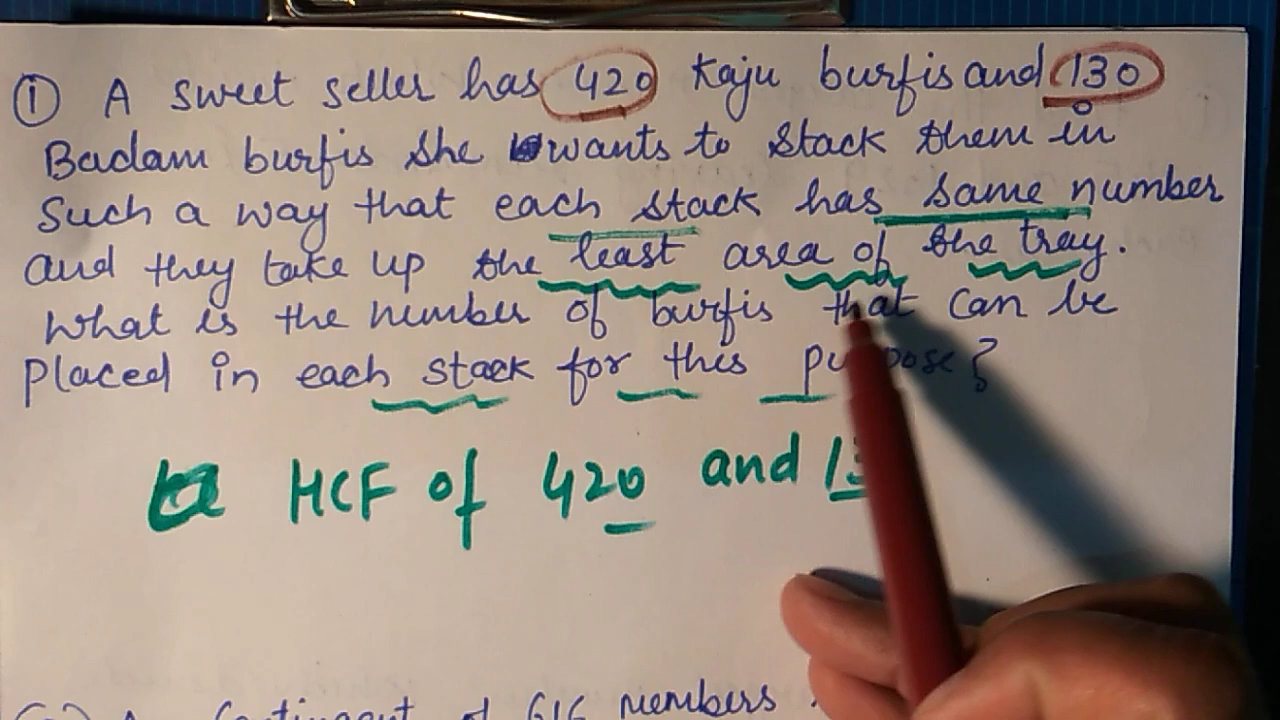 ① A sweet seller has 420 Kaju burfis and 130
Badam burfis she wants to stack them in
Such a way that each stack has same number
and they take up the least area of the tray.
What is the number of burfis that can be
placed in each stack for this purpose?
HCF of 420 and
A Contingent of 616 members